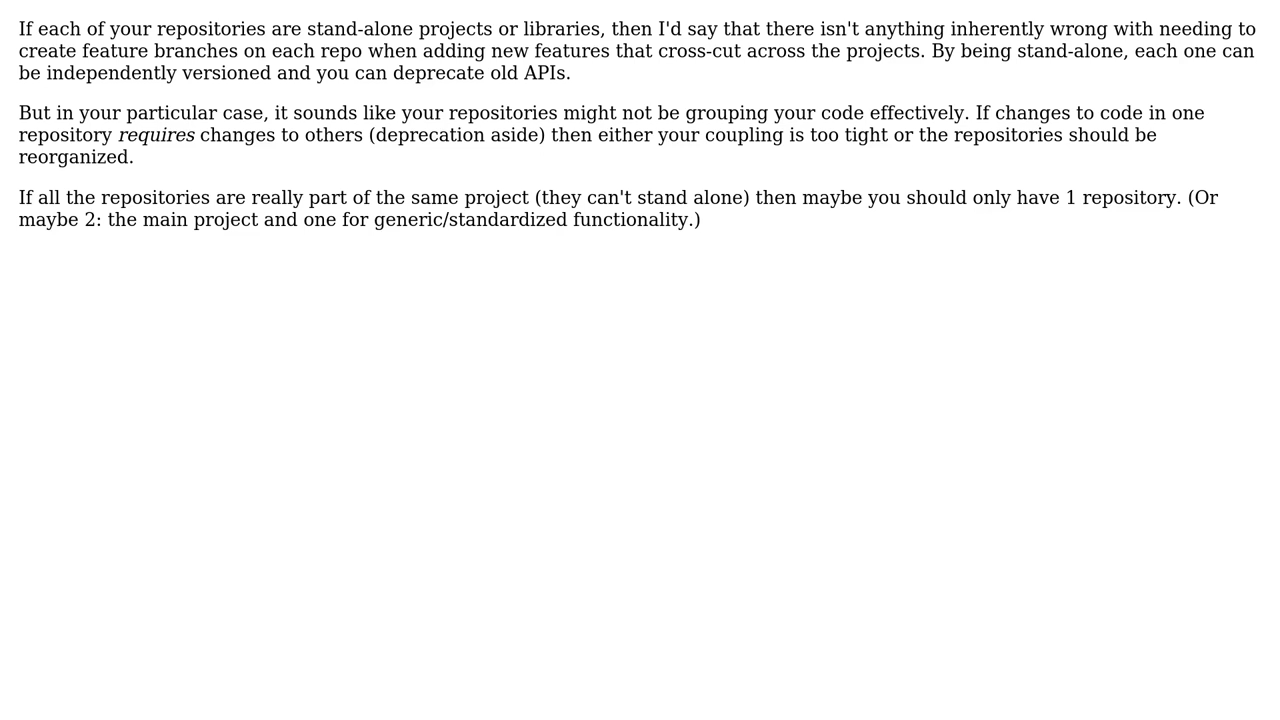 If each of your repositories are stand-alone projects or libraries, then I'd say that there isn't anything inherently wrong with needing to
create feature branches on each repo when adding new features that cross-cut across the projects. By being stand-alone, each one can
be independently versioned and you can deprecate old APIs.
But in your particular case, it sounds like your repositories might not be grouping your code effectively. If changes to code in one
repository requires changes to others (deprecation aside) then either your coupling is too tight or the repositories should be
reorganized.
If all the repositories are really part of the same project (they can't stand alone) then maybe you should only have 1 repository. (Or
maybe 2: the main project and one for generic/standardized functionality.)